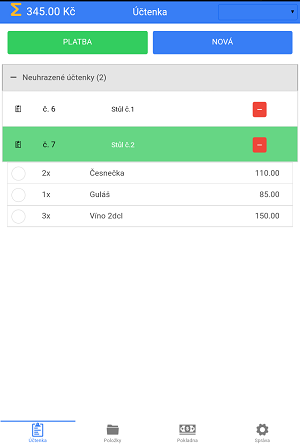 Σ 345.00 Kč Účtenka
PLATBA NOVÁ
− Neuhrazené účtenky (2)
č. 6 Stůl č.1
č. 7 Stůl č.2
2x Česnečka 110.00
1x Guláš 85.00
3x Víno 2dcl 150.00
Účtenka Položky Pokladna Správa